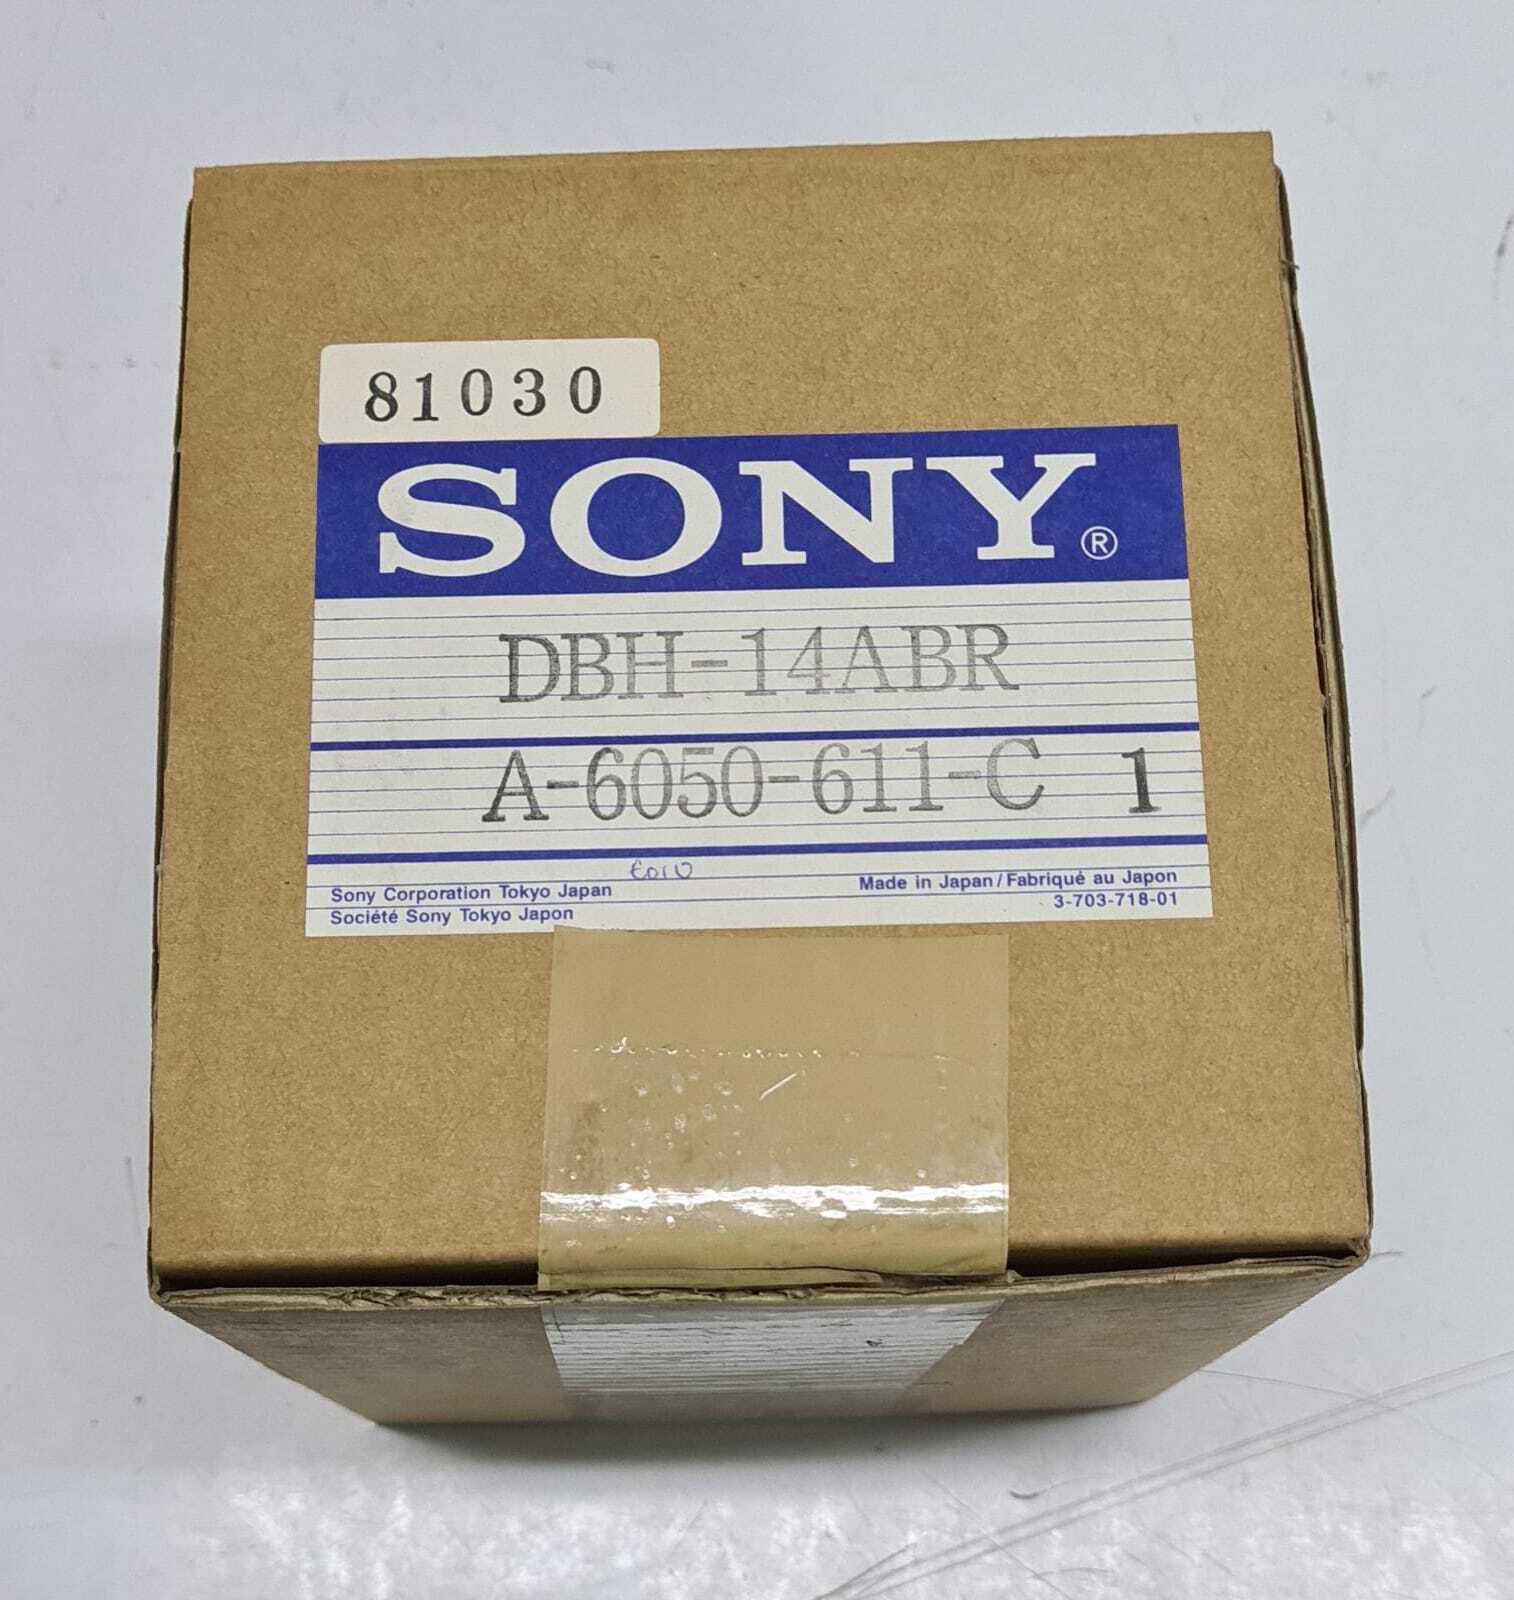 81030
SONY®
DBH-14ABR
A-6050-611-C 1
Sony Corporation Tokyo Japan
Société Sony Tokyo Japon
Made in Japan/Fabriqué au Japon
3-703-718-01